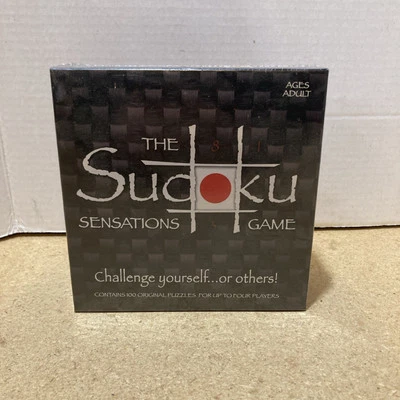 AGES
ADULT
THE
Sudoku
SENSATIONS GAME
Challenge yourself...or others!
CONTAINS 100 ORIGINAL PUZZLES FOR UP TO FOUR PLAYERS